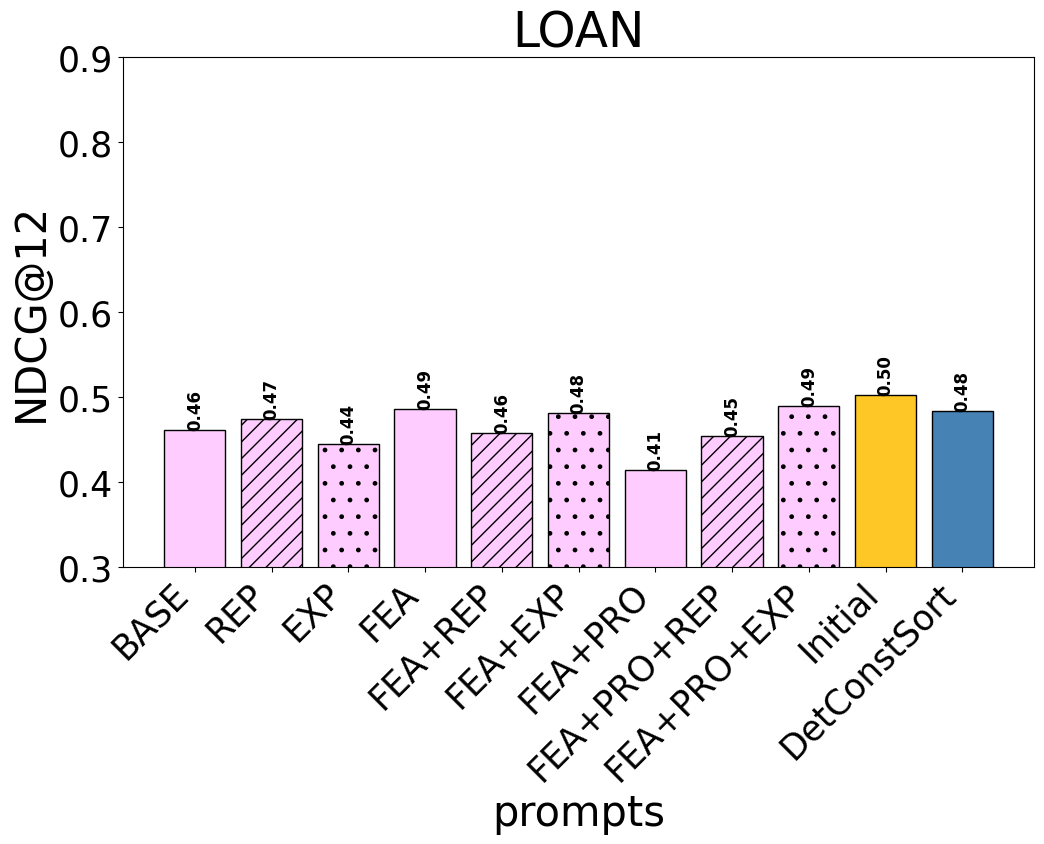 LOAN
NDCG@12
0.9
0.8
0.7
0.6
0.5
0.4
0.3
0.46
0.47
0.44
0.49
0.46
0.48
0.41
0.45
0.49
0.50
0.48
BASE
REP
EXP
FEA
FEA+REP
FEA+EXP
FEA+PRO
FEA+PRO+REP
FEA+PRO+EXP
Initial
DetConstSort
prompts